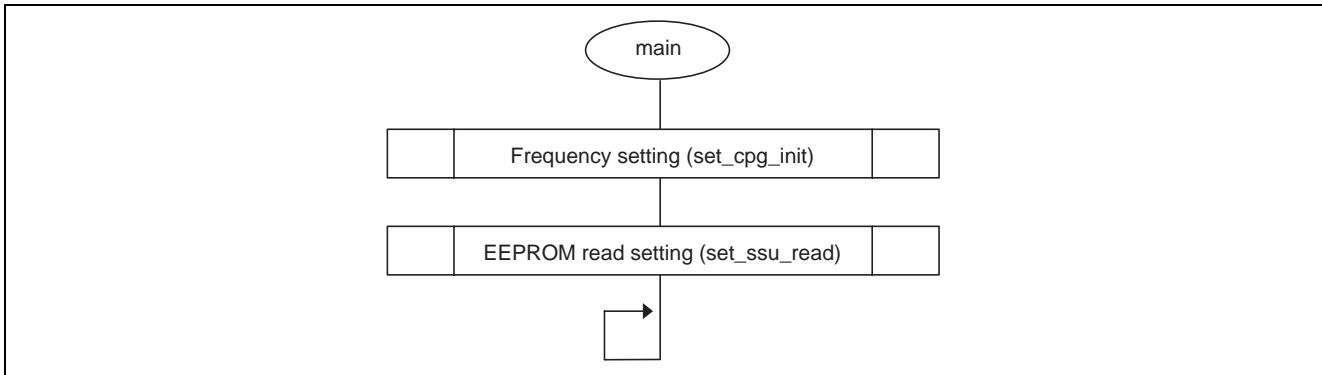 main
Frequency setting (set_cpg_init)
EEPROM read setting (set_ssu_read)